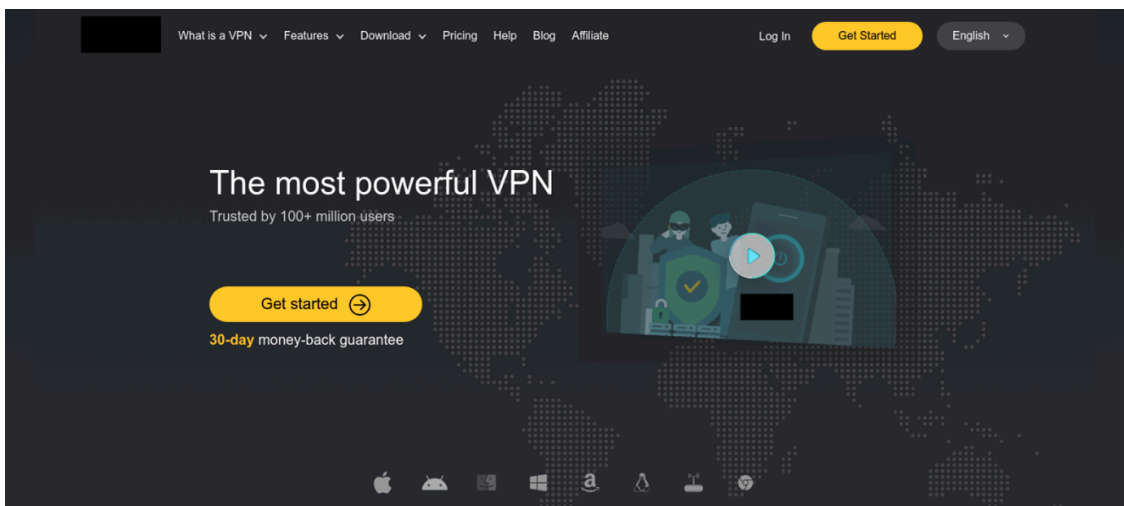 What is a VPN Features Download Pricing Help Blog Affiliate Log In Get Started English
The most powerful VPN
Trusted by 100+ million users
Get started
30-day money-back guarantee